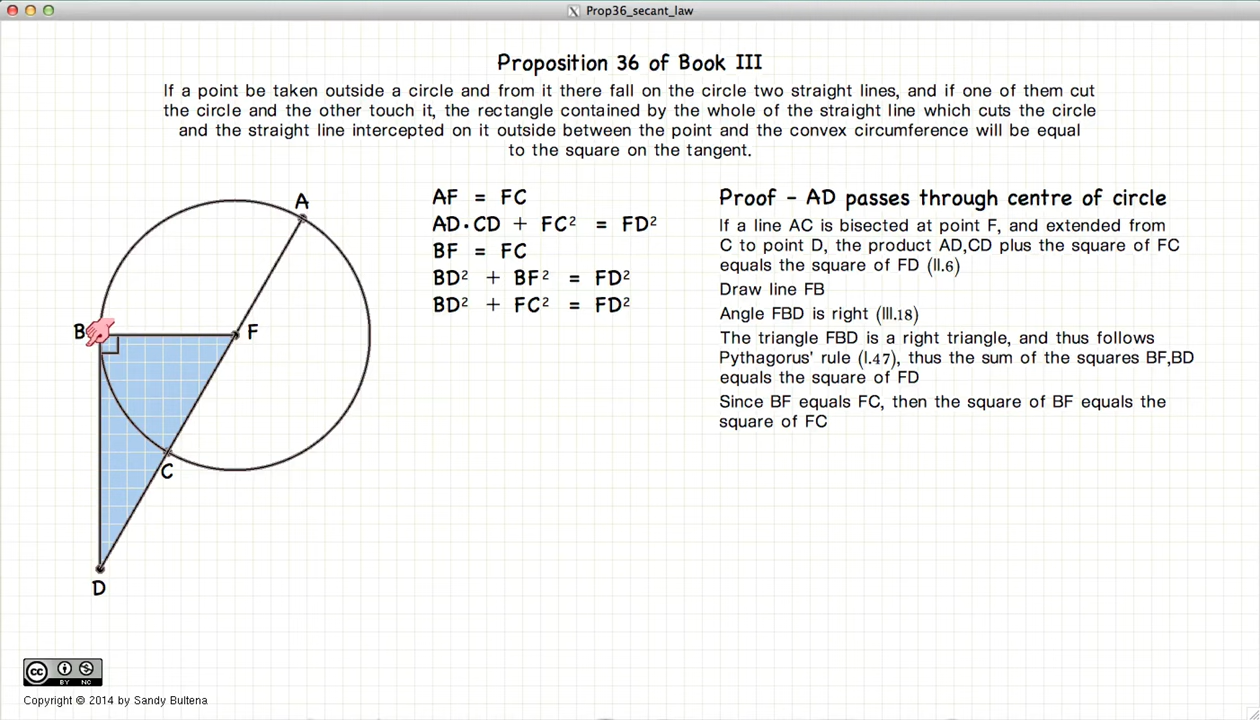 Prop36_secant_law
Proposition 36 of Book III
If a point be taken outside a circle and from it there fall on the circle two straight lines, and if one of them cut
the circle and the other touch it, the rectangle contained by the whole of the straight line which cuts the circle
and the straight line intercepted on it outside between the point and the convex circumference will be equal
to the square on the tangent.
A
B
F
C
D
AF = FC
AD·CD + FC² = FD²
BF = FC
BD² + BF² = FD²
BD² + FC² = FD²
Proof - AD passes through centre of circle
If a line AC is bisected at point F, and extended from
C to point D, the product AD,CD plus the square of FC
equals the square of FD (II.6)
Draw line FB
Angle FBD is right (III.18)
The triangle FBD is a right triangle, and thus follows
Pythagorus' rule (I.47), thus the sum of the squares BF,BD
equals the square of FD
Since BF equals FC, then the square of BF equals the
square of FC
cc
BY NC
Copyright © 2014 by Sandy Bultena